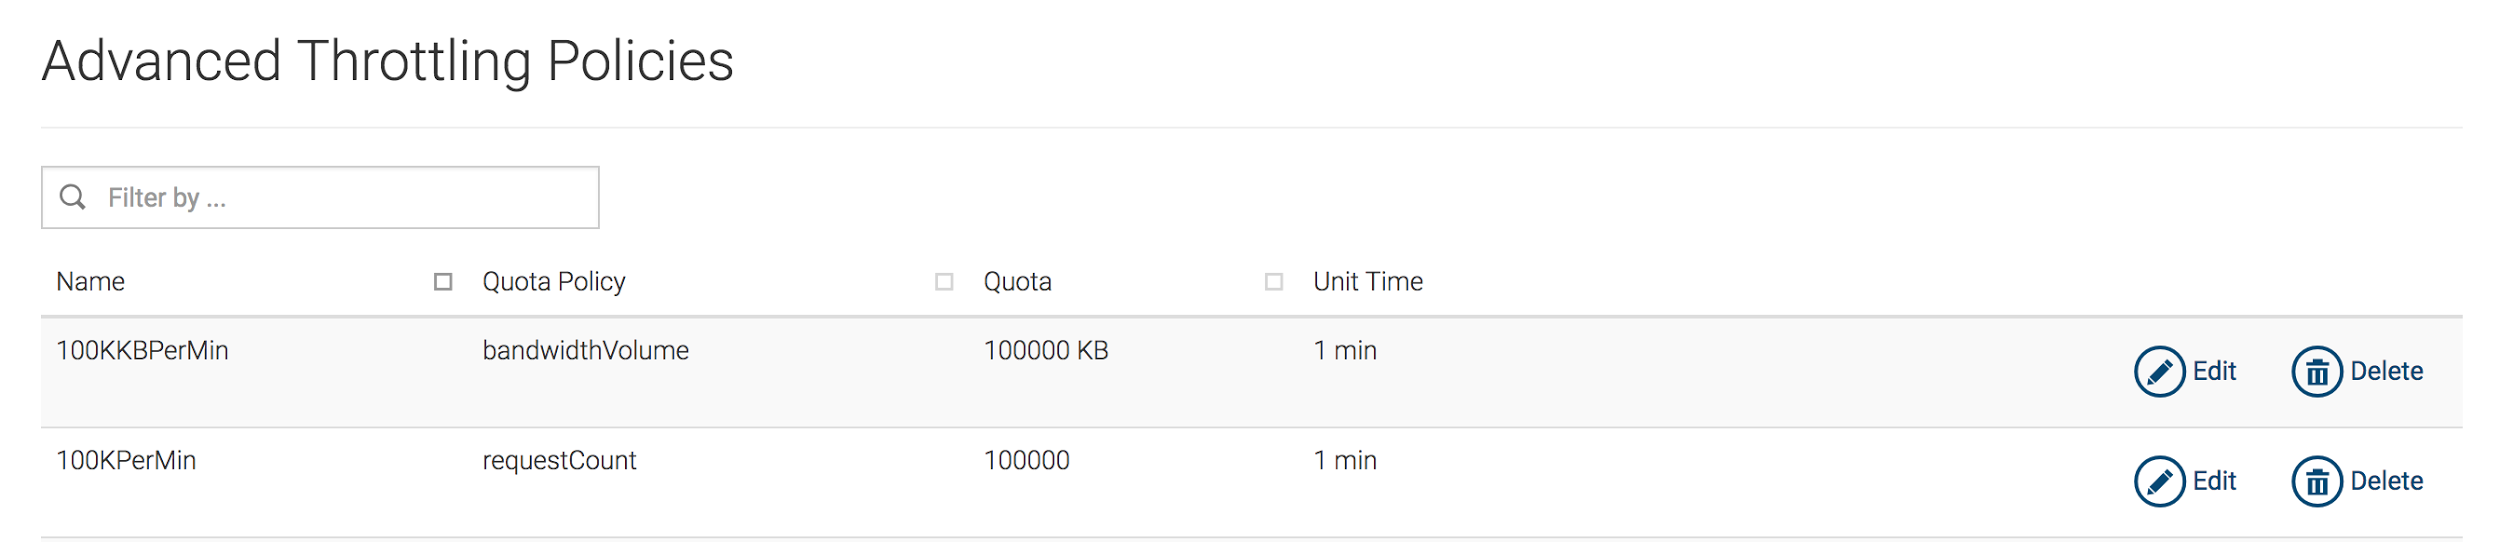 Advanced Throttling Policies
Filter by ...
Name Quota Policy Quota Unit Time
100KKBPerMin bandwidthVolume 100000 KB 1 min Edit Delete
100KPerMin requestCount 100000 1 min Edit Delete